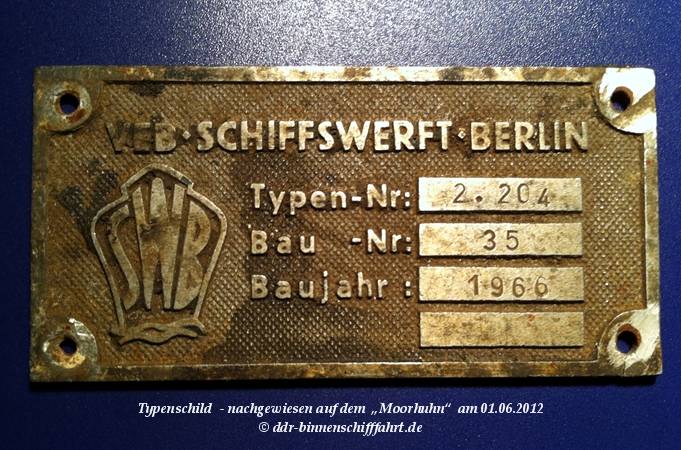 VEB·SCHIFFSWERFT·BERLIN
SWB
Typen-Nr: 2.204
Bau -Nr: 35
Baujahr: 1966
Typenschild - nachgewiesen auf dem „Moorhuhn“ am 01.06.2012
© ddr-binnenschifffahrt.de